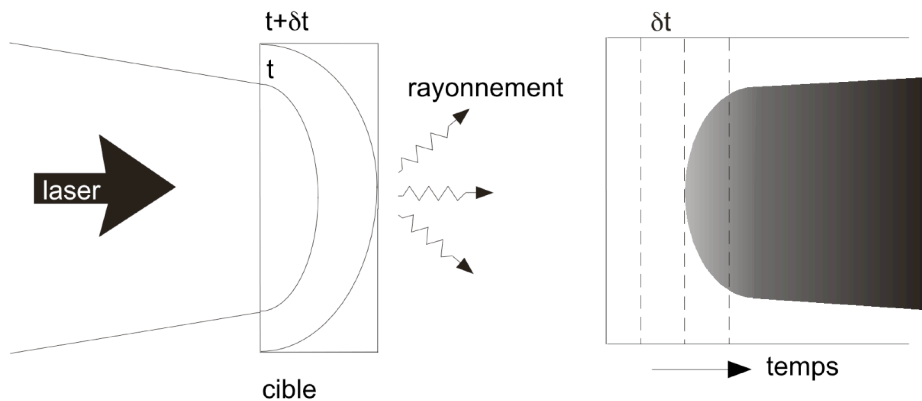 t+δt
t
laser
rayonnement
cible
δt
temps